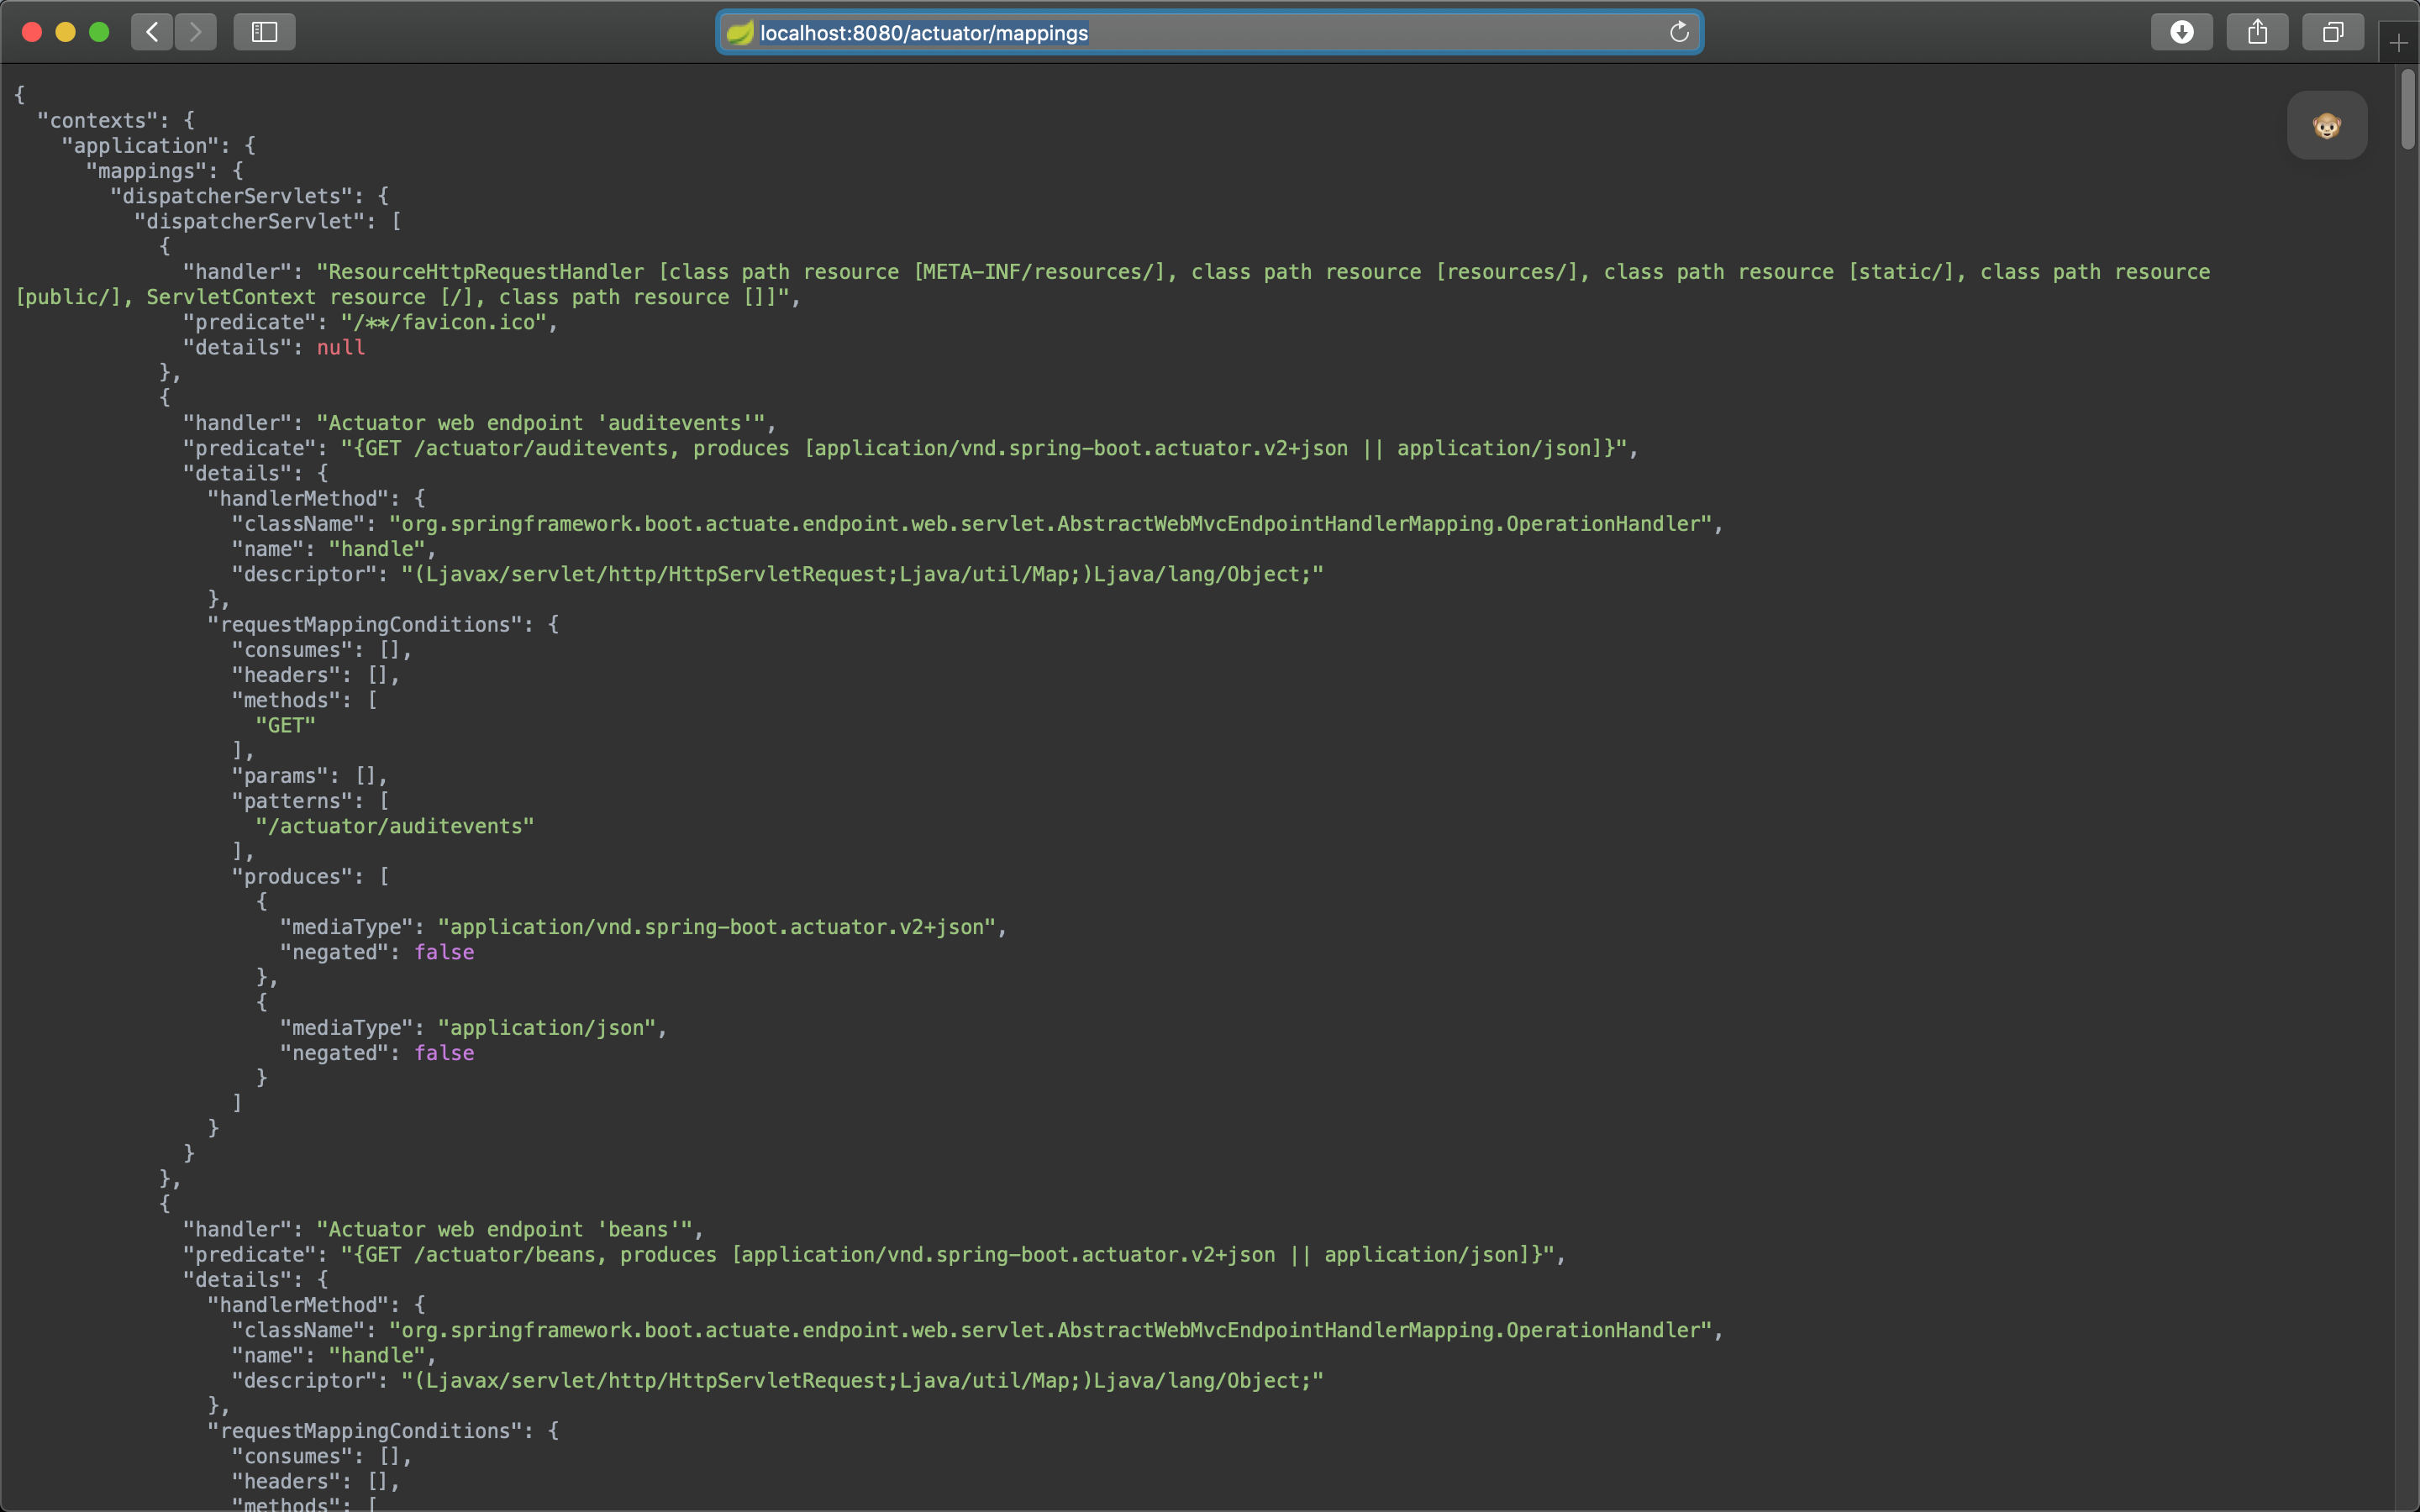 localhost:8080/actuator/mappings
{
  "contexts": {
    "application": {
      "mappings": {
        "dispatcherServlets": {
          "dispatcherServlet": [
            {
              "handler": "ResourceHttpRequestHandler [class path resource [META-INF/resources/], class path resource [resources/], class path resource [static/], class path resource
[public/], ServletContext resource [/], class path resource []]",
              "predicate": "/**/favicon.ico",
              "details": null
            },
            {
              "handler": "Actuator web endpoint 'auditevents'",
              "predicate": "{GET /actuator/auditevents, produces [application/vnd.spring-boot.actuator.v2+json || application/json]}",
              "details": {
                "handlerMethod": {
                  "className": "org.springframework.boot.actuate.endpoint.web.servlet.AbstractWebMvcEndpointHandlerMapping.OperationHandler",
                  "name": "handle",
                  "descriptor": "(Ljavax/servlet/http/HttpServletRequest;Ljava/util/Map;)Ljava/lang/Object;"
                },
                "requestMappingConditions": {
                  "consumes": [],
                  "headers": [],
                  "methods": [
                    "GET"
                  ],
                  "params": [],
                  "patterns": [
                    "/actuator/auditevents"
                  ],
                  "produces": [
                    {
                      "mediaType": "application/vnd.spring-boot.actuator.v2+json",
                      "negated": false
                    },
                    {
                      "mediaType": "application/json",
                      "negated": false
                    }
                  ]
                }
              }
            },
            {
              "handler": "Actuator web endpoint 'beans'",
              "predicate": "{GET /actuator/beans, produces [application/vnd.spring-boot.actuator.v2+json || application/json]}",
              "details": {
                "handlerMethod": {
                  "className": "org.springframework.boot.actuate.endpoint.web.servlet.AbstractWebMvcEndpointHandlerMapping.OperationHandler",
                  "name": "handle",
                  "descriptor": "(Ljavax/servlet/http/HttpServletRequest;Ljava/util/Map;)Ljava/lang/Object;"
                },
                "requestMappingConditions": {
                  "consumes": [],
                  "headers": [],
                  "methods": [